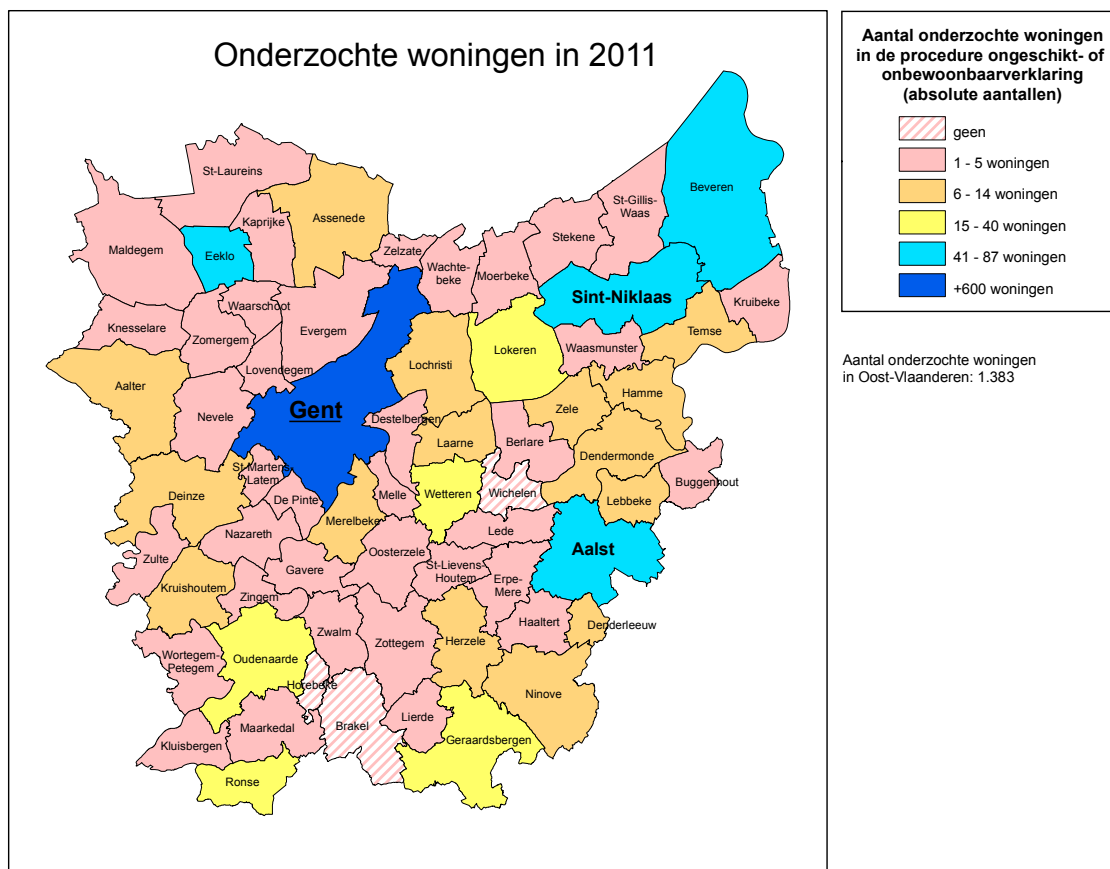 Onderzochte woningen in 2011
St-Laureins
Assenede
Kaprijke
Maldegem
Eeklo
Zelzate
Wachte-
beke
Moerbeke
Stekene
St-Gillis-
Waas
Beveren
Sint-Niklaas
Kruibeke
Temse
Waasmunster
Lokeren
Knesselare
Waarschoot
Zomergem
Evergem
Lovendegem
Lochristi
Aalter
Nevele
Gent
Destelbergen
Laarne
Berlare
Zele
Hamme
Dendermonde
Buggenhout
Lebbeke
St-Martens-
Latem
De Pinte
Deinze
Melle
Merelbeke
Wetteren
Wichelen
Lede
Aalst
Nazareth
Zulte
Gavere
Oosterzele
St-Lievens-
Houtem
Erpe-
Mere
Kruishoutem
Zingem
Zwalm
Zottegem
Herzele
Haaltert
Denderleeuw
Oudenaarde
Wortegem-
Petegem
Horebeke
Ninove
Brakel
Lierde
Geraardsbergen
Maarkedal
Kluisbergen
Ronse
Aantal onderzochte woningen
in de procedure ongeschikt- of
onbewoonbaarverklaring
(absolute aantallen)
geen
1 - 5 woningen
6 - 14 woningen
15 - 40 woningen
41 - 87 woningen
+600 woningen
Aantal onderzochte woningen
in Oost-Vlaanderen: 1.383